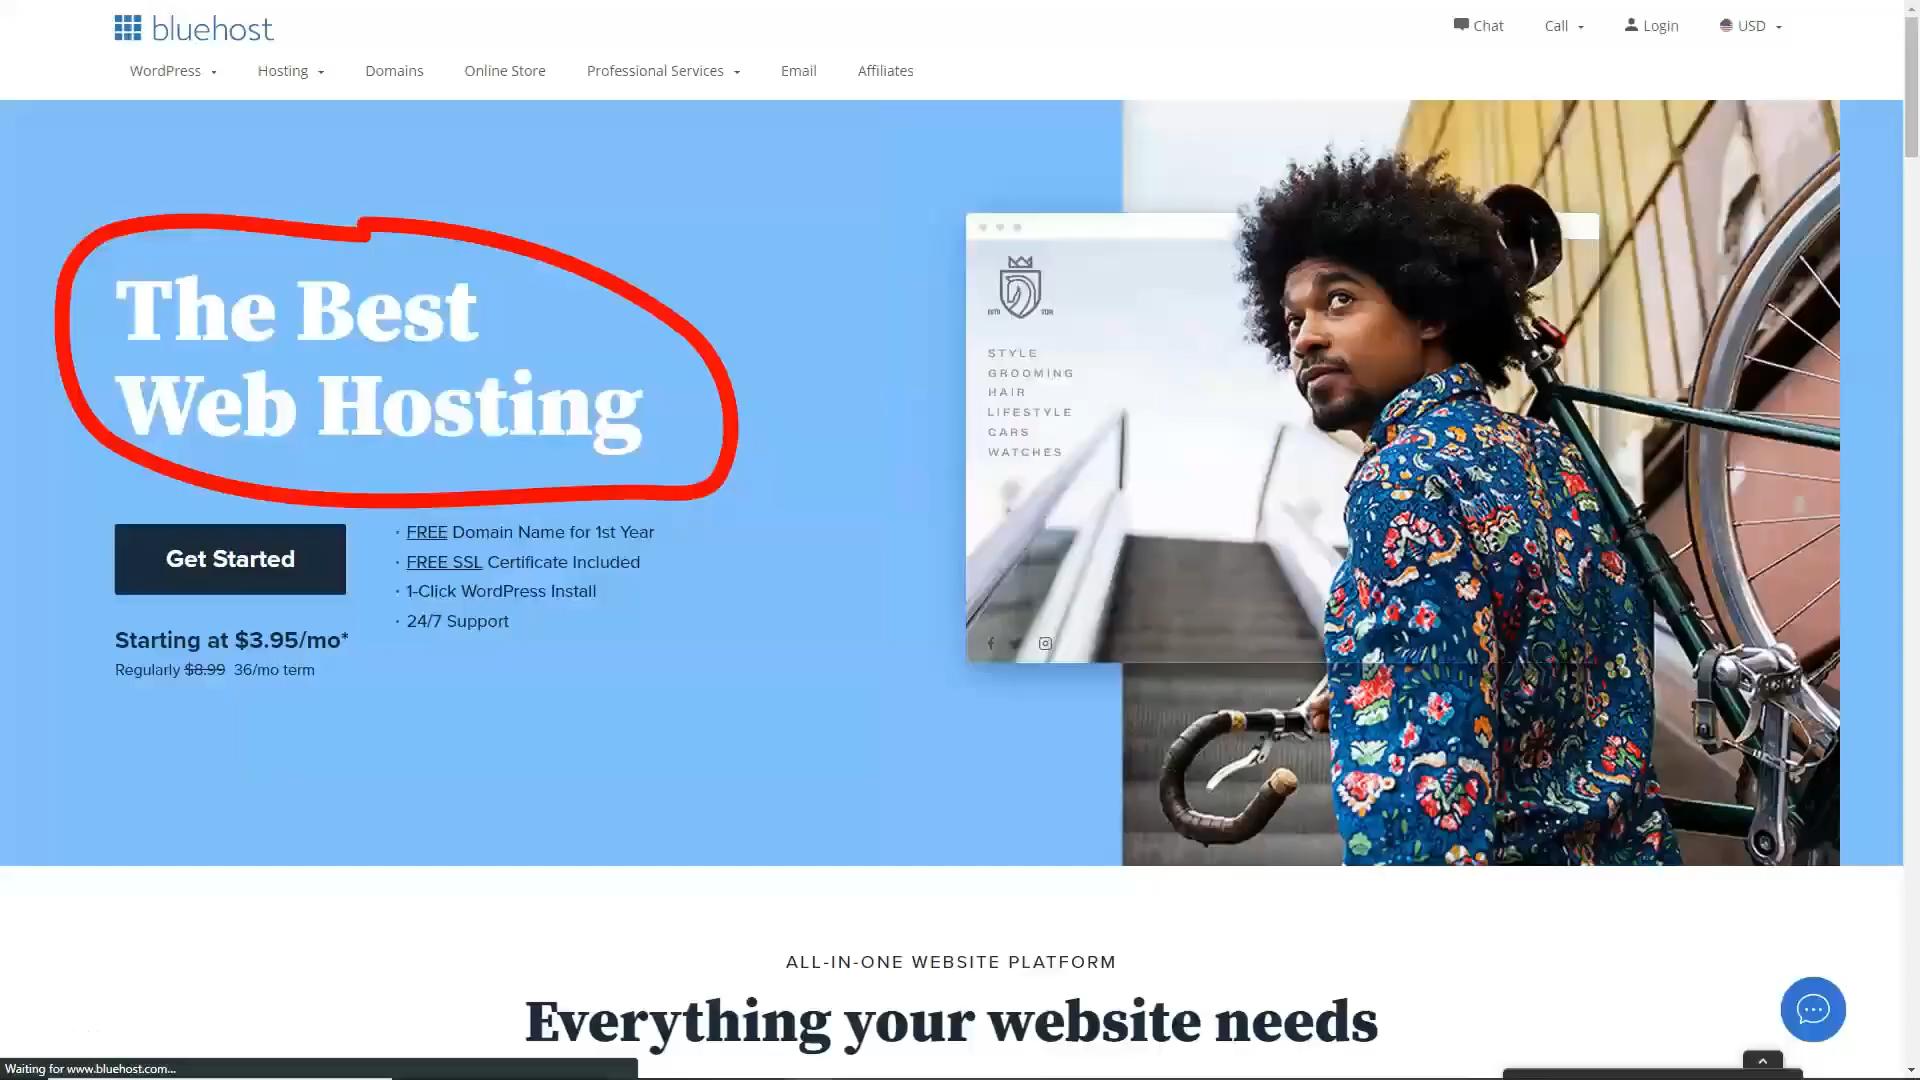 bluehost
Chat
Call
Login
USD
WordPress
Hosting
Domains
Online Store
Professional Services
Email
Affiliates
The Best
Web Hosting
Get Started
Starting at $3.95/mo*
Regularly $8.99 36/mo term
· FREE Domain Name for 1st Year
· FREE SSL Certificate Included
· 1-Click WordPress Install
· 24/7 Support
STYLE
GROOMING
HAIR
LIFESTYLE
CARS
WATCHES
ALL-IN-ONE WEBSITE PLATFORM
Everything your website needs
Waiting for www.bluehost.com...